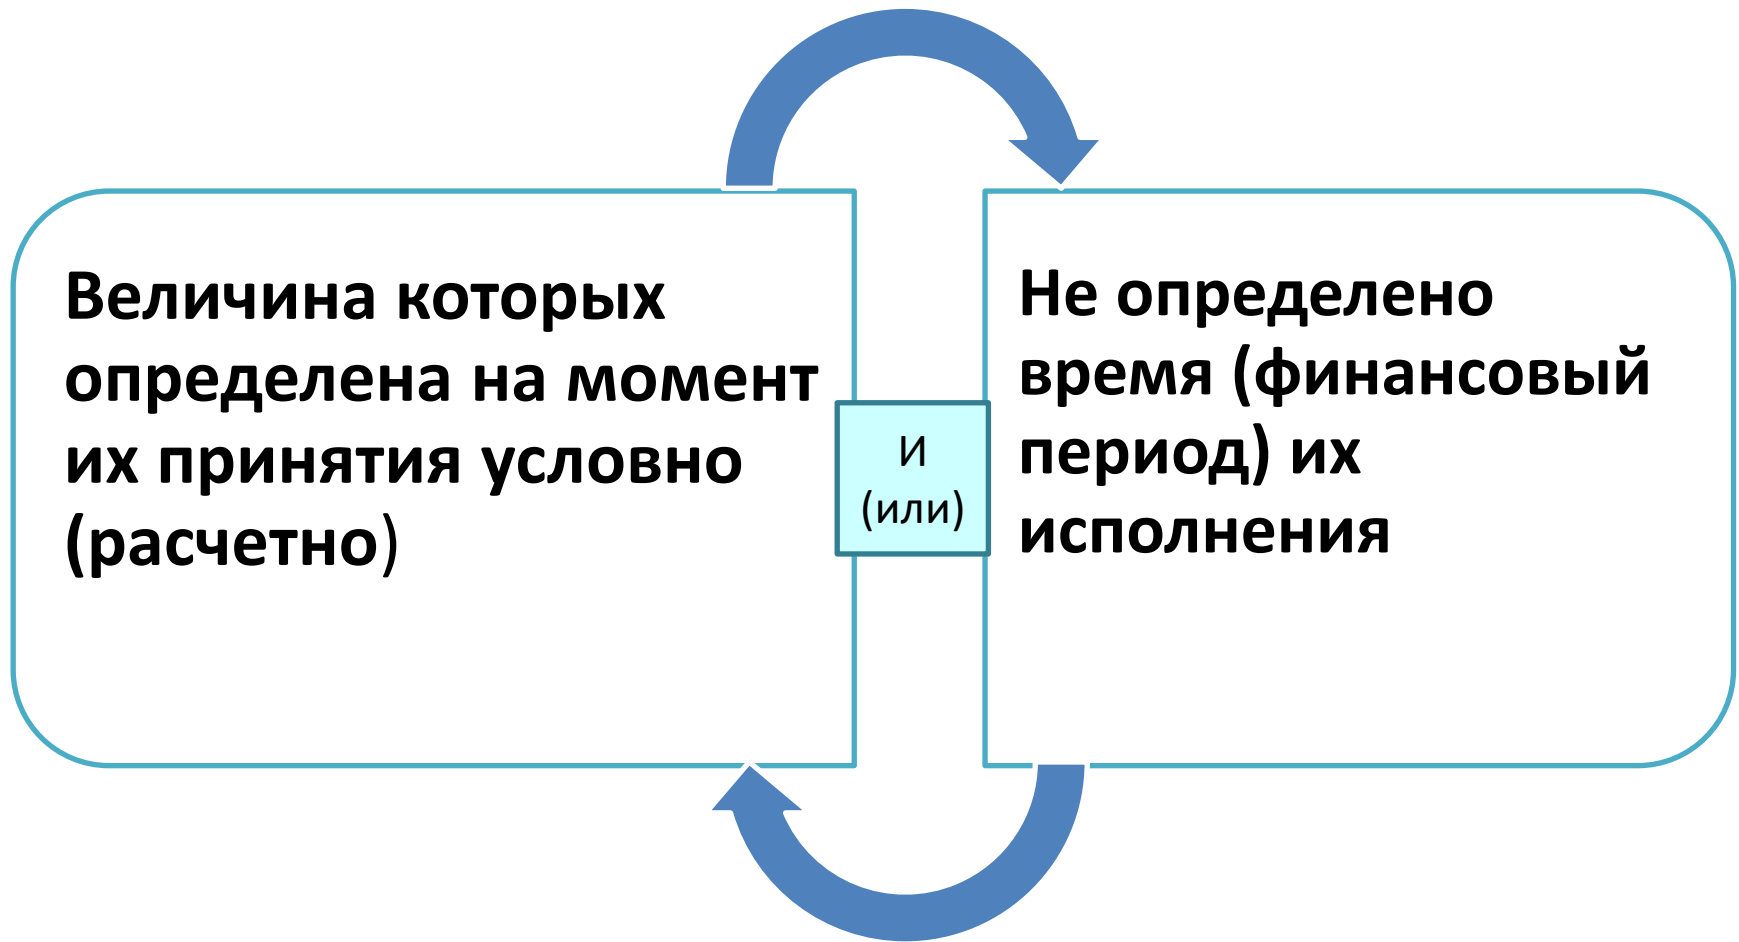 Величина которых
определена на момент
их принятия условно
(расчетно)
И
(или)
Не определено
время (финансовый
период) их
исполнения